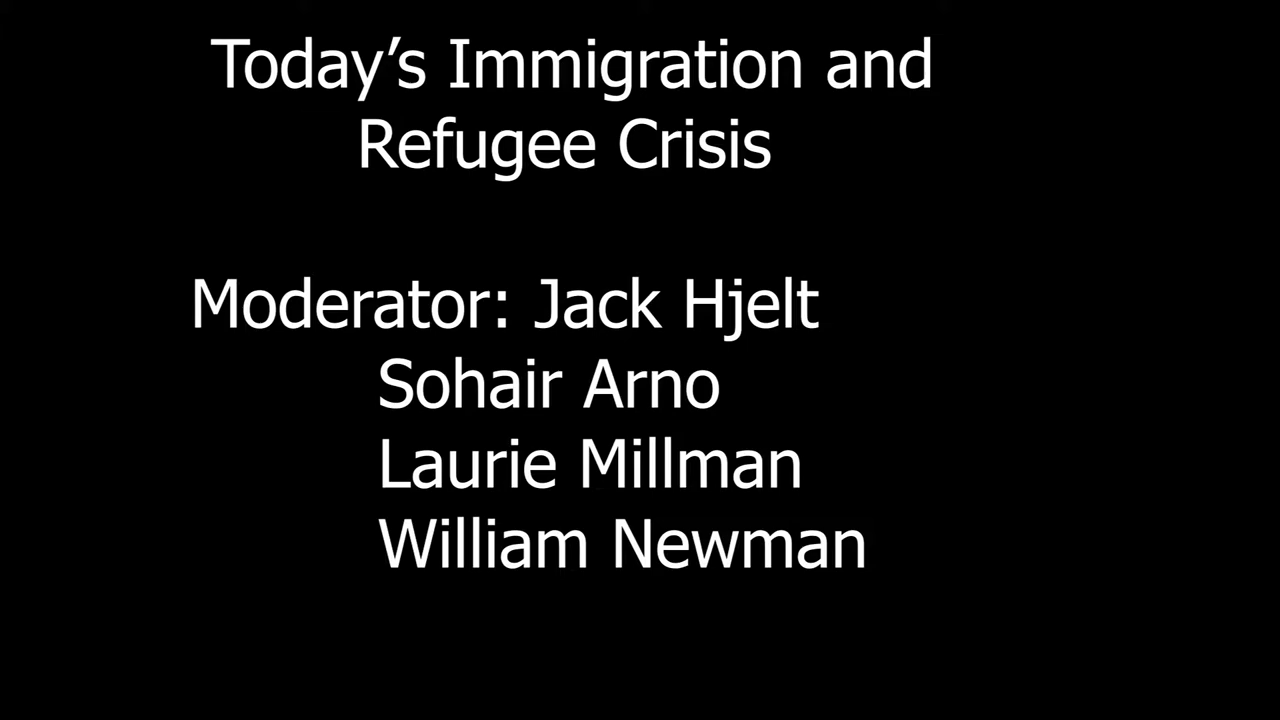 Today’s Immigration and
Refugee Crisis
Moderator: Jack Hjelt
Sohair Arno
Laurie Millman
William Newman